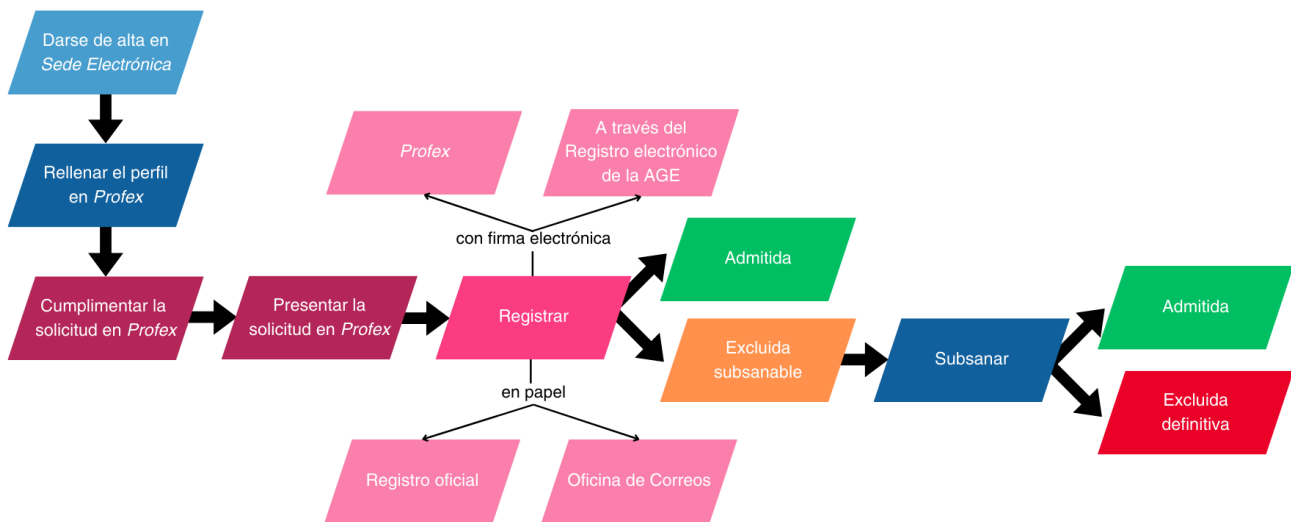 Darse de alta en
Sede Electrónica
Rellenar el perfil
en Profex
Cumplimentar la
solicitud en Profex
Presentar la
solicitud en Profex
Profex
A través del
Registro electrónico
de la AGE
con firma electrónica
Registrar
en papel
Registro oficial
Oficina de Correos
Admitida
Excluida
subsanable
Subsanar
Admitida
Excluida
definitiva